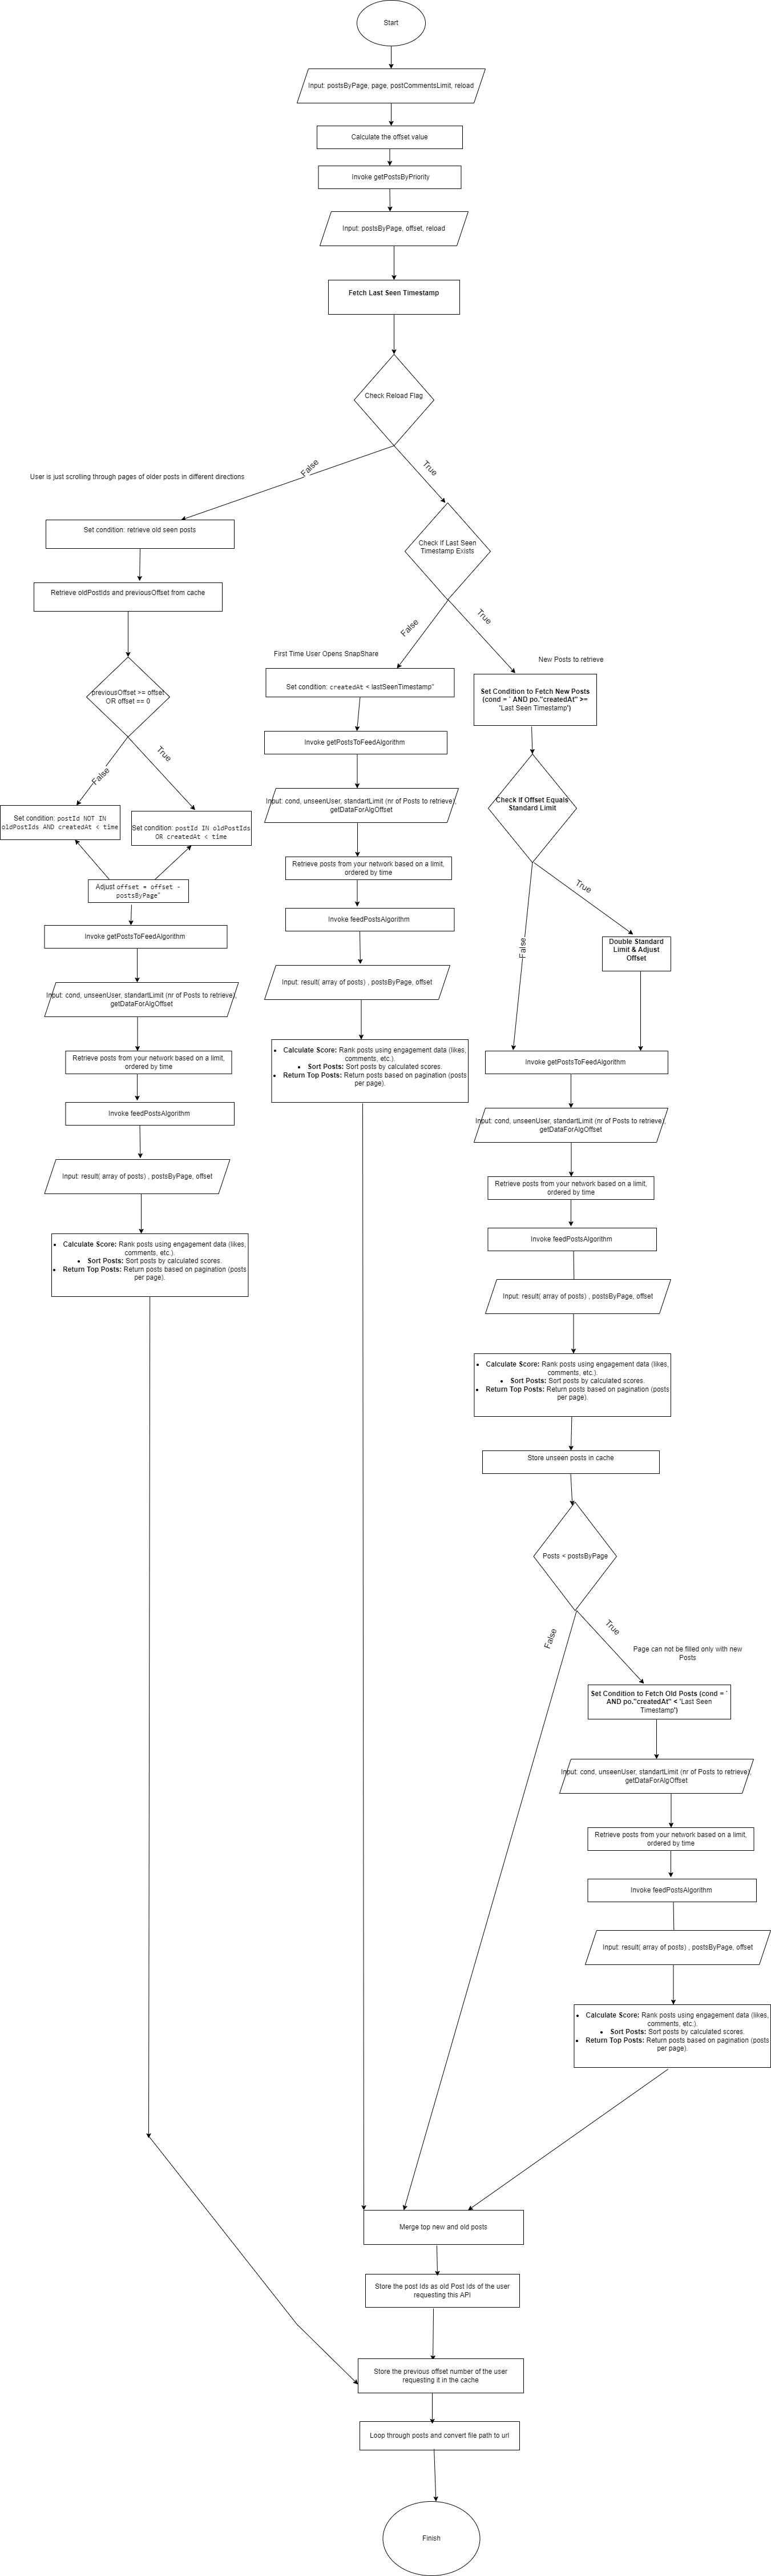 Start
Input: postsByPage, page, postCommentsLimit, reload
Calculate the offset value
Invoke getPostsByPriority
Input: postsByPage, offset, reload
Fetch Last Seen Timestamp
Check Reload Flag
False
True
User is just scrolling through pages of older posts in different directions
Set condition: retrieve old seen posts
Retrieve oldPostIds and previousOffset from cache
previousOffset >= offset
OR offset == 0
False
True
Set condition: postId NOT IN
oldPostIds AND createdAt < time
Set condition: postId IN oldPostIds
OR createdAt < time
Adjust offset = offset -
postsByPage"
Invoke getPostsToFeedAlgorithm
Input: cond, unseenUser, standartLimit (nr of Posts to retrieve),
getDataForAlgOffset
Retrieve posts from your network based on a limit,
ordered by time
Invoke feedPostsAlgorithm
Input: result( array of posts) , postsByPage, offset
• Calculate Score: Rank posts using engagement data (likes,
comments, etc.).
• Sort Posts: Sort posts by calculated scores.
• Return Top Posts: Return posts based on pagination (posts
per page).
Check If Last Seen
Timestamp Exists
False
True
First Time User Opens SnapShare
Set condition: createdAt < lastSeenTimestamp"
Invoke getPostsToFeedAlgorithm
Input: cond, unseenUser, standartLimit (nr of Posts to retrieve),
getDataForAlgOffset
Retrieve posts from your network based on a limit,
ordered by time
Invoke feedPostsAlgorithm
Input: result( array of posts) , postsByPage, offset
• Calculate Score: Rank posts using engagement data (likes,
comments, etc.).
• Sort Posts: Sort posts by calculated scores.
• Return Top Posts: Return posts based on pagination (posts
per page).
New Posts to retrieve
Set Condition to Fetch New Posts
(cond = ` AND po."createdAt" >=
'Last Seen Timestamp')
Check If Offset Equals
Standard Limit
False
True
Double Standard
Limit & Adjust
Offset
Invoke getPostsToFeedAlgorithm
Input: cond, unseenUser, standartLimit (nr of Posts to retrieve),
getDataForAlgOffset
Retrieve posts from your network based on a limit,
ordered by time
Invoke feedPostsAlgorithm
Input: result( array of posts) , postsByPage, offset
• Calculate Score: Rank posts using engagement data (likes,
comments, etc.).
• Sort Posts: Sort posts by calculated scores.
• Return Top Posts: Return posts based on pagination (posts
per page).
Store unseen posts in cache
Posts < postsByPage
False
True
Page can not be filled only with new
Posts
Set Condition to Fetch Old Posts (cond = `
AND po."createdAt" < 'Last Seen
Timestamp')
Input: cond, unseenUser, standartLimit (nr of Posts to retrieve),
getDataForAlgOffset
Retrieve posts from your network based on a limit,
ordered by time
Invoke feedPostsAlgorithm
Input: result( array of posts) , postsByPage, offset
• Calculate Score: Rank posts using engagement data (likes,
comments, etc.).
• Sort Posts: Sort posts by calculated scores.
• Return Top Posts: Return posts based on pagination (posts
per page).
Merge top new and old posts
Store the post Ids as old Post Ids of the user
requesting this API
Store the previous offset number of the user
requesting it in the cache
Loop through posts and convert file path to url
Finish